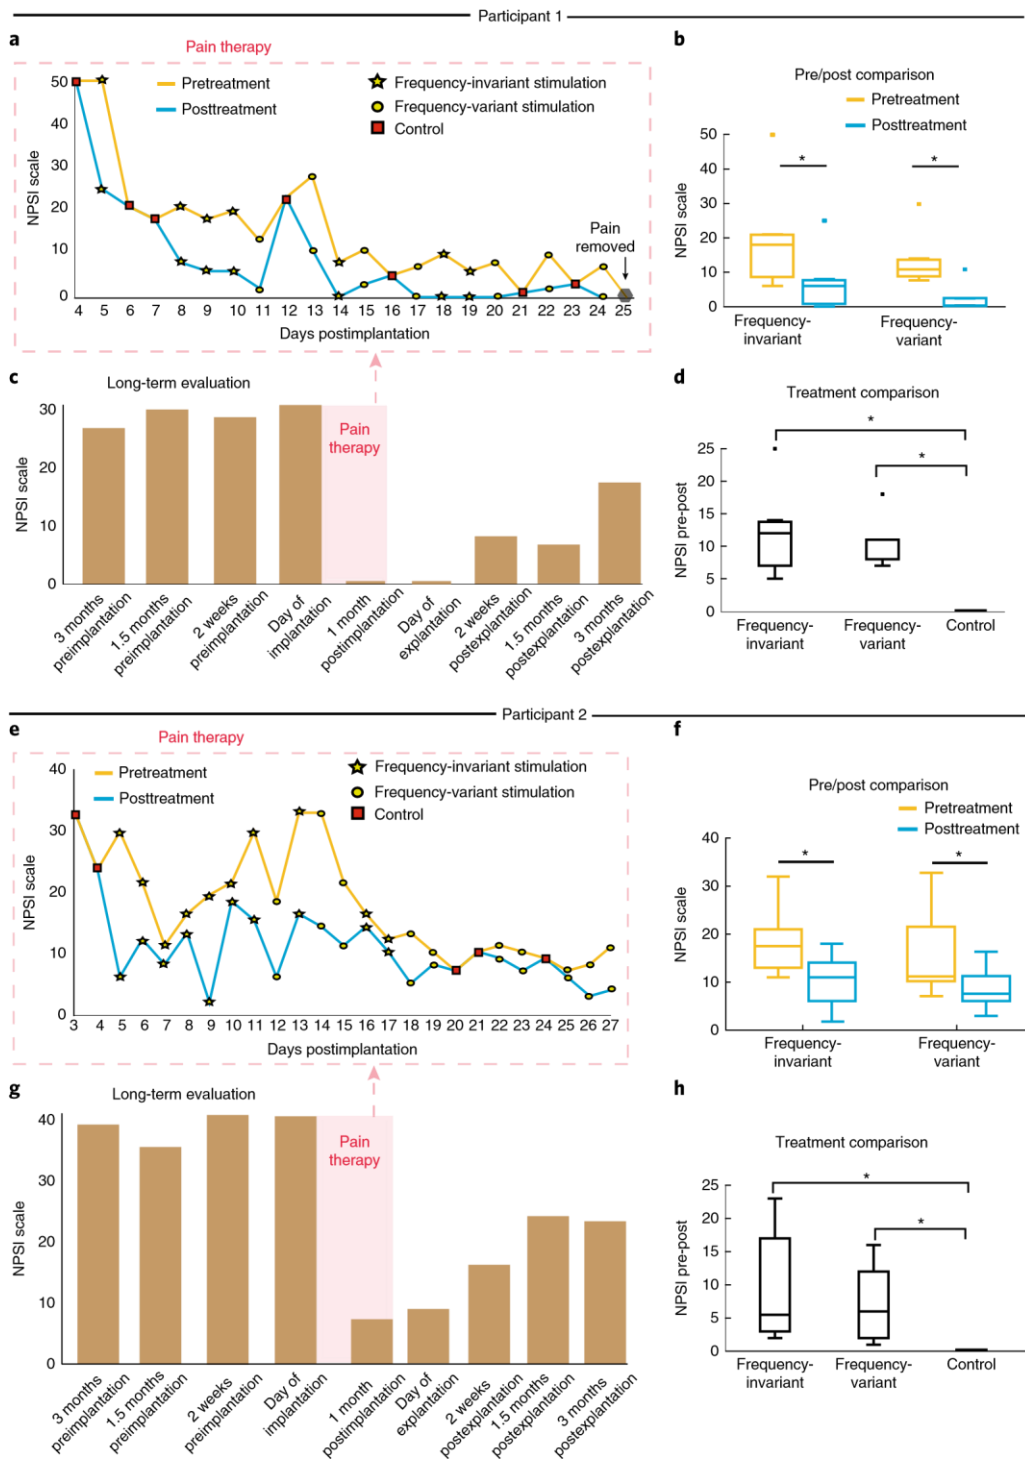 Participant 1
a
Pain therapy
Pretreatment
Posttreatment
Frequency-invariant stimulation
Frequency-variant stimulation
Control
NPSI scale
50
40
30
20
10
0
Pain
removed
4 5 6 7 8 9 10 11 12 13 14 15 16 17 18 19 20 21 22 23 24 25
Days postimplantation
b
Pre/post comparison
Pretreatment
Posttreatment
NPSI scale
50
40
30
20
10
0
*
*
Frequency-
invariant
Frequency-
variant
c
Long-term evaluation
NPSI scale
30
20
10
0
Pain
therapy
3 months
preimplantation
1.5 months
preimplantation
2 weeks
preimplantation
Day of
implantation
1 month
postimplantation
Day of
explantation
2 weeks
postexplantation
1.5 months
postexplantation
3 months
postexplantation
d
Treatment comparison
NPSI pre-post
25
20
15
10
5
0
*
*
Frequency-
invariant
Frequency-
variant
Control
Participant 2
e
Pain therapy
Pretreatment
Posttreatment
Frequency-invariant stimulation
Frequency-variant stimulation
Control
NPSI scale
40
30
20
10
0
3 4 5 6 7 8 9 10 11 12 13 14 15 16 17 18 19 20 21 22 23 24 25 26 27
Days postimplantation
f
Pre/post comparison
Pretreatment
Posttreatment
NPSI scale
40
30
20
10
0
*
*
Frequency-
invariant
Frequency-
variant
g
Long-term evaluation
NPSI scale
40
30
20
10
0
Pain
therapy
3 months
preimplantation
1.5 months
preimplantation
2 weeks
preimplantation
Day of
implantation
1 month
postimplantation
Day of
explantation
2 weeks
postexplantation
1.5 months
postexplantation
3 months
postexplantation
h
Treatment comparison
NPSI pre-post
25
20
15
10
5
0
*
*
Frequency-
invariant
Frequency-
variant
Control